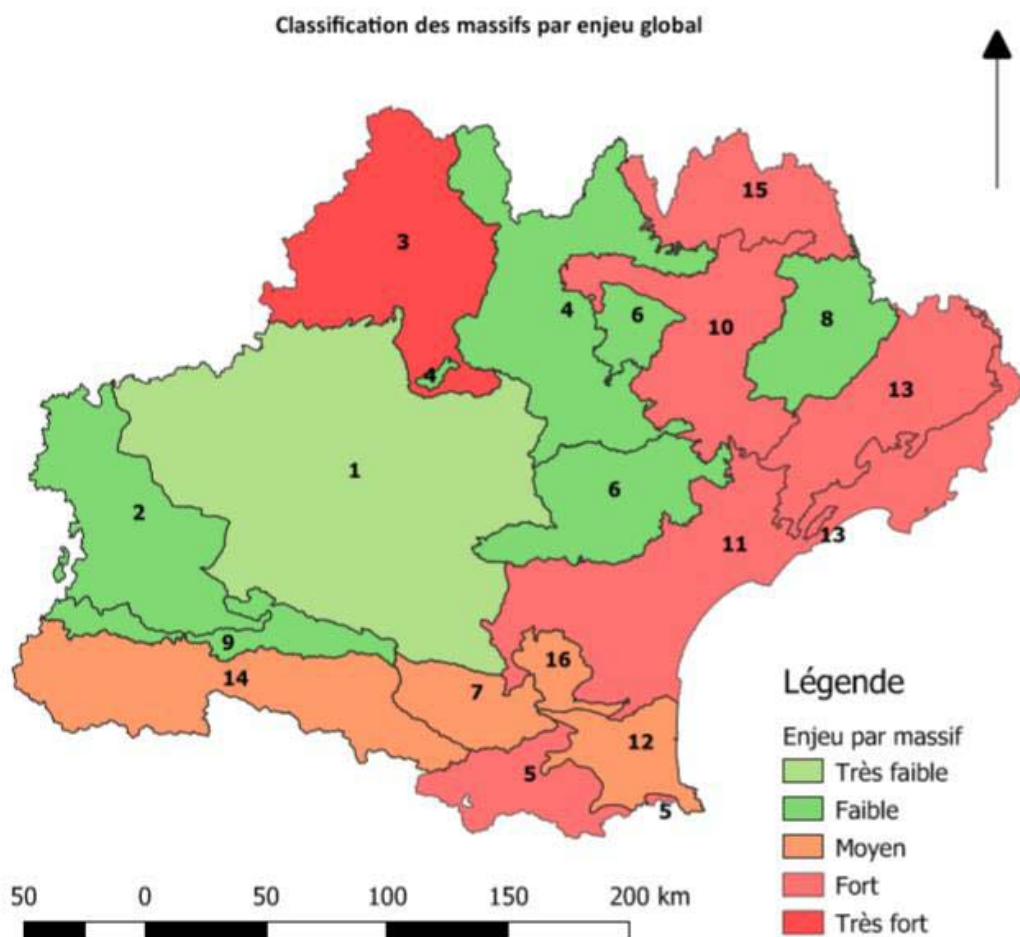 Classification des massifs par enjeu global
15
3
4
6
10
8
4
13
1
6
2
11
13
9
16
14
7
12
5
5
Légende
Enjeu par massif
Très faible
Faible
Moyen
Fort
Très fort
50 0 50 100 150 200 km